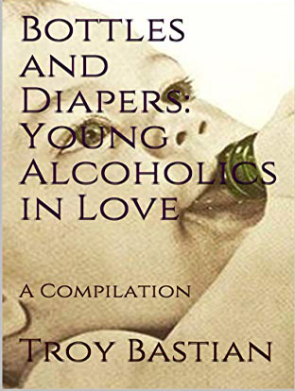 Bottles
and
Diapers:
Young
Alcoholics
in Love
A Compilation
Troy Bastian